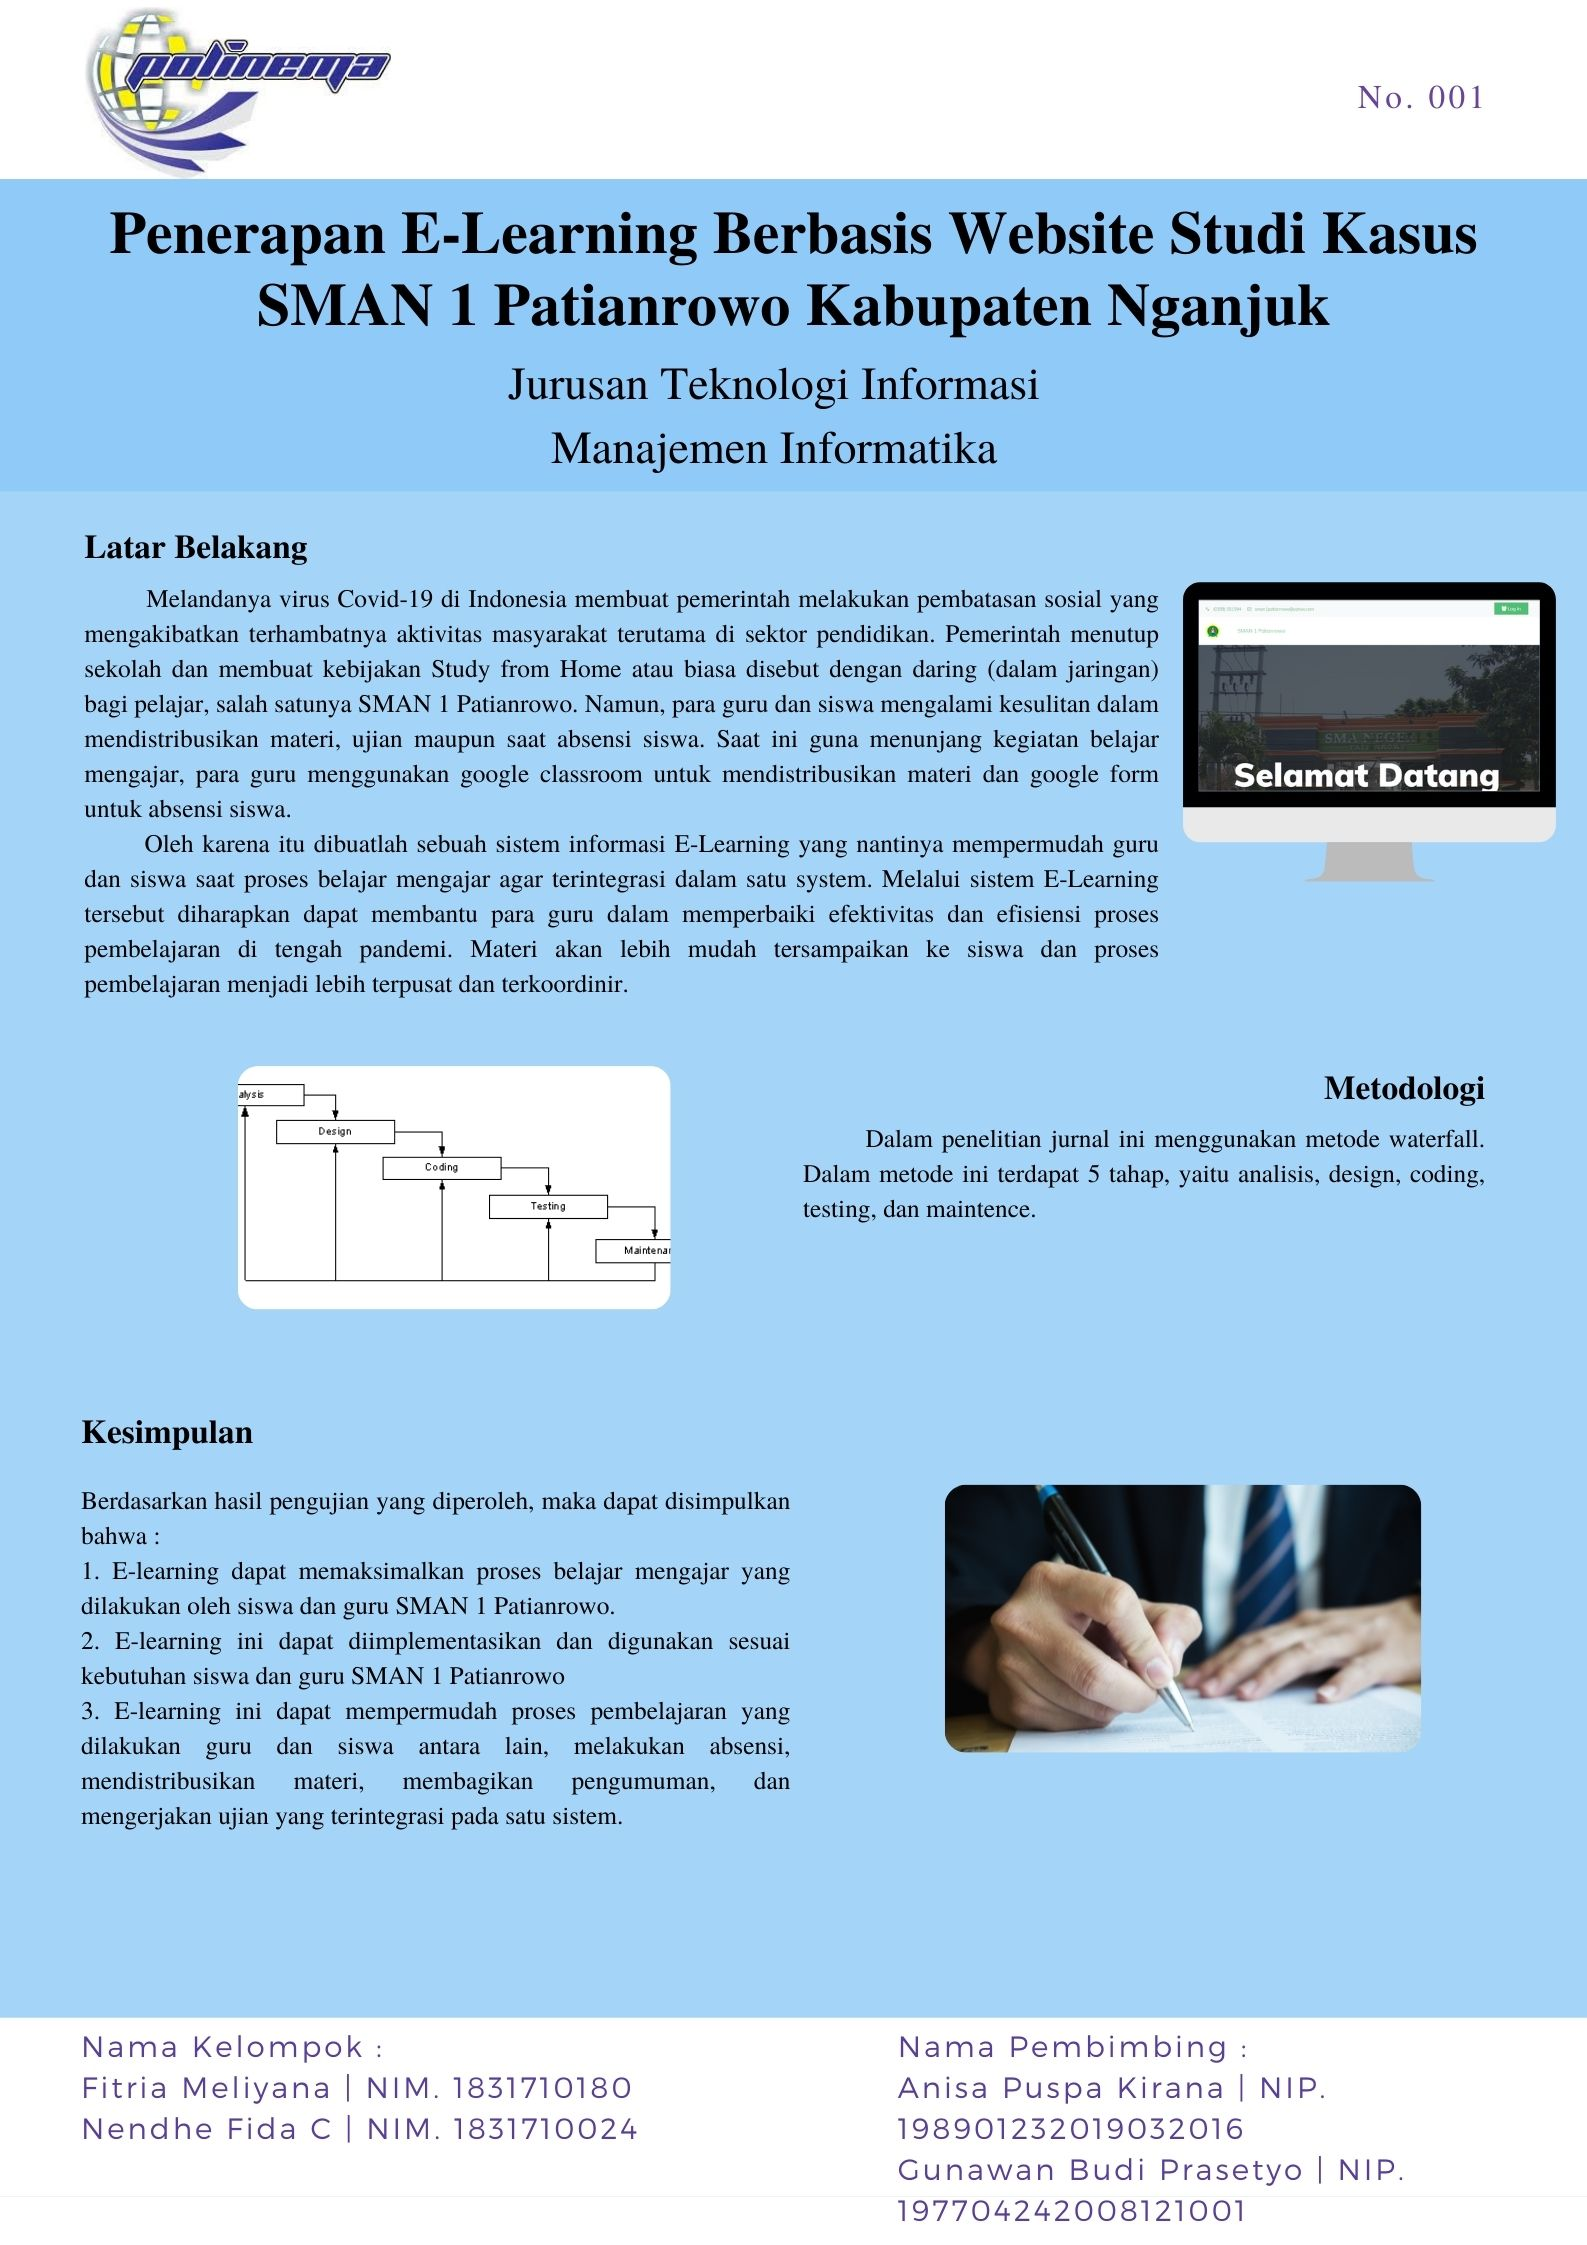 polinema
No. 001
Penerapan E-Learning Berbasis Website Studi Kasus
SMAN 1 Patianrowo Kabupaten Nganjuk
Jurusan Teknologi Informasi
Manajemen Informatika
Latar Belakang
Melandanya virus Covid-19 di Indonesia membuat pemerintah melakukan pembatasan sosial yang
mengakibatkan terhambatnya aktivitas masyarakat terutama di sektor pendidikan. Pemerintah menutup
sekolah dan membuat kebijakan Study from Home atau biasa disebut dengan daring (dalam jaringan)
bagi pelajar, salah satunya SMAN 1 Patianrowo. Namun, para guru dan siswa mengalami kesulitan dalam
mendistribusikan materi, ujian maupun saat absensi siswa. Saat ini guna menunjang kegiatan belajar
mengajar, para guru menggunakan google classroom untuk mendistribusikan materi dan google form
untuk absensi siswa.
Oleh karena itu dibuatlah sebuah sistem informasi E-Learning yang nantinya mempermudah guru
dan siswa saat proses belajar mengajar agar terintegrasi dalam satu system. Melalui sistem E-Learning
tersebut diharapkan dapat membantu para guru dalam memperbaiki efektivitas dan efisiensi proses
pembelajaran di tengah pandemi. Materi akan lebih mudah tersampaikan ke siswa dan proses
pembelajaran menjadi lebih terpusat dan terkoordinir.
Log In
SMAN 1 Patianrowo
SMA NEGERI
Selamat Datang
alysis
Design
Coding
Testing
Maintenan
Metodologi
Dalam penelitian jurnal ini menggunakan metode waterfall.
Dalam metode ini terdapat 5 tahap, yaitu analisis, design, coding,
testing, dan maintence.
Kesimpulan
Berdasarkan hasil pengujian yang diperoleh, maka dapat disimpulkan
bahwa :
1. E-learning dapat memaksimalkan proses belajar mengajar yang
dilakukan oleh siswa dan guru SMAN 1 Patianrowo.
2. E-learning ini dapat diimplementasikan dan digunakan sesuai
kebutuhan siswa dan guru SMAN 1 Patianrowo
3. E-learning ini dapat mempermudah proses pembelajaran yang
dilakukan guru dan siswa antara lain, melakukan absensi,
mendistribusikan materi, membagikan pengumuman, dan
mengerjakan ujian yang terintegrasi pada satu sistem.
Nama Kelompok :
Fitria Meliyana | NIM. 1831710180
Nendhe Fida C | NIM. 1831710024
Nama Pembimbing :
Anisa Puspa Kirana | NIP.
198901232019032016
Gunawan Budi Prasetyo | NIP.
197704242008121001